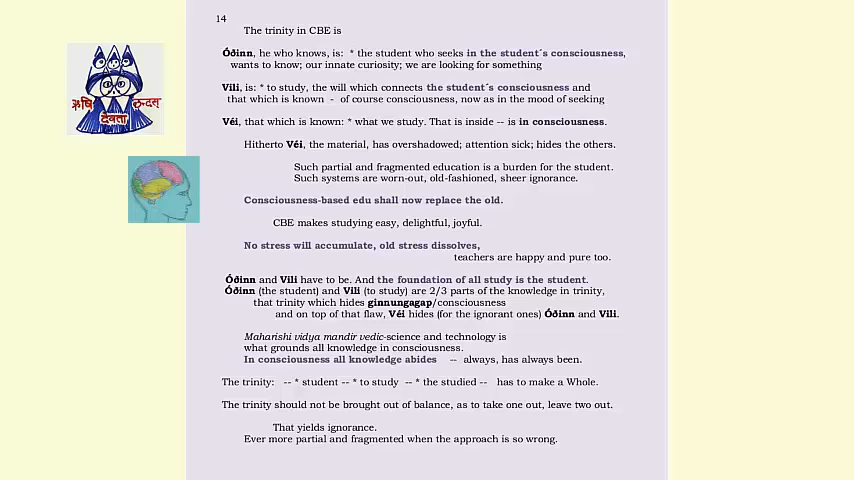 14
The trinity in CBE is
Óðinn, he who knows, is: * the student who seeks in the student´s consciousness,
wants to know; our innate curiosity; we are looking for something
Vili, is: * to study, the will which connects the student´s consciousness and
that which is known - of course consciousness, now as in the mood of seeking
Véi, that which is known: * what we study. That is inside -- is in consciousness.
Hitherto Véi, the material, has overshadowed; attention sick; hides the others.
Such partial and fragmented education is a burden for the student.
Such systems are worn-out, old-fashioned, sheer ignorance.
Consciousness-based edu shall now replace the old.
CBE makes studying easy, delightful, joyful.
No stress will accumulate, old stress dissolves,
teachers are happy and pure too.
Óðinn and Vili have to be. And the foundation of all study is the student.
Óðinn (the student) and Vili (to study) are 2/3 parts of the knowledge in trinity,
that trinity which hides ginnungagap/consciousness
and on top of that flaw, Véi hides (for the ignorant ones) Óðinn and Vili.
Maharishi vidya mandir vedic-science and technology is
what grounds all knowledge in consciousness.
In consciousness all knowledge abides -- always, has always been.
The trinity: -- * student -- * to study -- * the studied -- has to make a Whole.
The trinity should not be brought out of balance, as to take one out, leave two out.
That yields ignorance.
Ever more partial and fragmented when the approach is so wrong.
ऋषि
देवता
छन्दस्